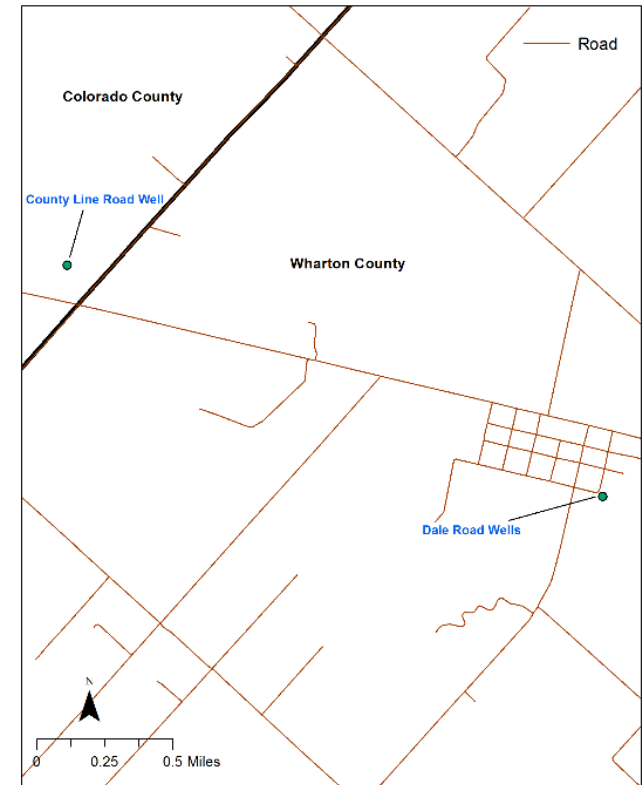 Road
Colorado County
County Line Road Well
Wharton County
Dale Road Wells
N
0 0.25 0.5 Miles